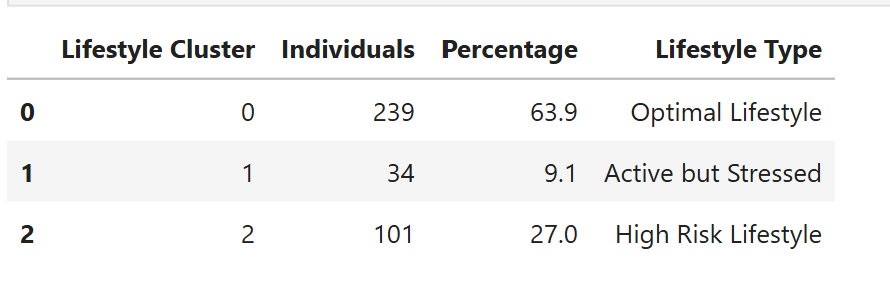 Lifestyle Cluster Individuals Percentage Lifestyle Type
0 0 239 63.9 Optimal Lifestyle
1 1 34 9.1 Active but Stressed
2 2 101 27.0 High Risk Lifestyle